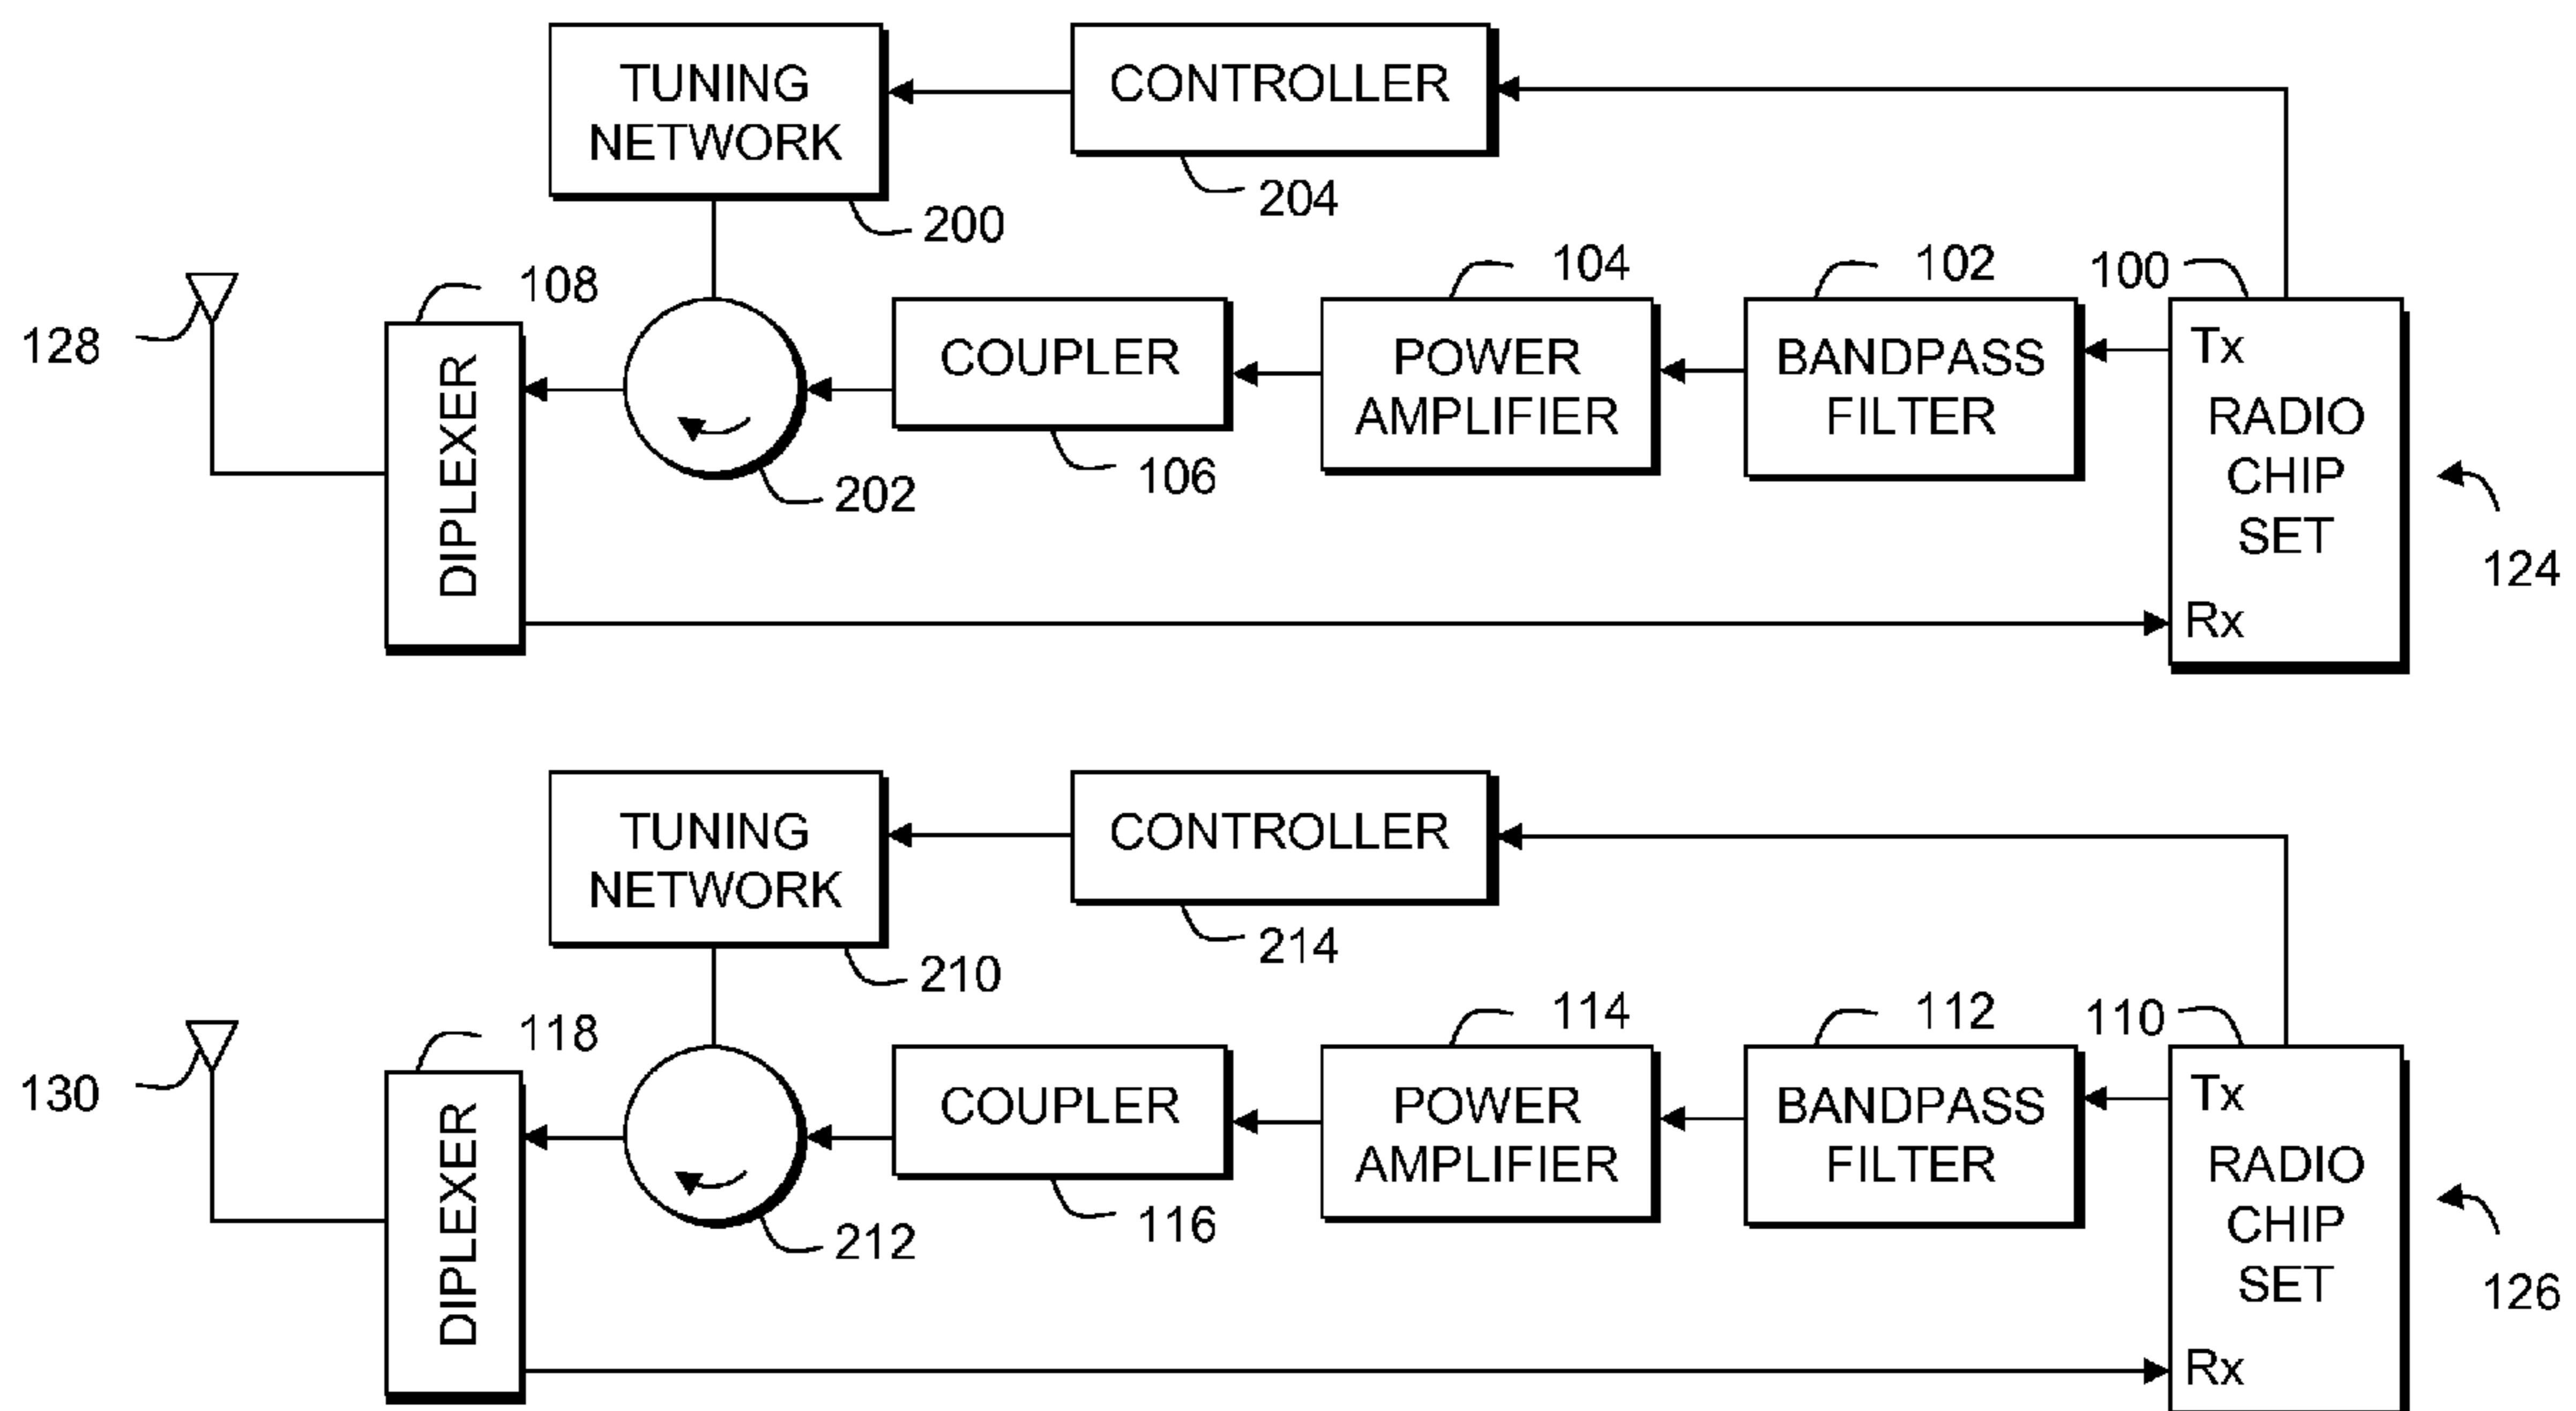 TUNING
NETWORK
CONTROLLER
204
200
104
102
100
108
128
DIPLEXER
COUPLER
POWER
AMPLIFIER
BANDPASS
FILTER
Tx
RADIO
CHIP
SET
Rx
106
202
124
TUNING
NETWORK
CONTROLLER
214
210
114
112
110
118
130
DIPLEXER
COUPLER
POWER
AMPLIFIER
BANDPASS
FILTER
Tx
RADIO
CHIP
SET
Rx
116
212
126